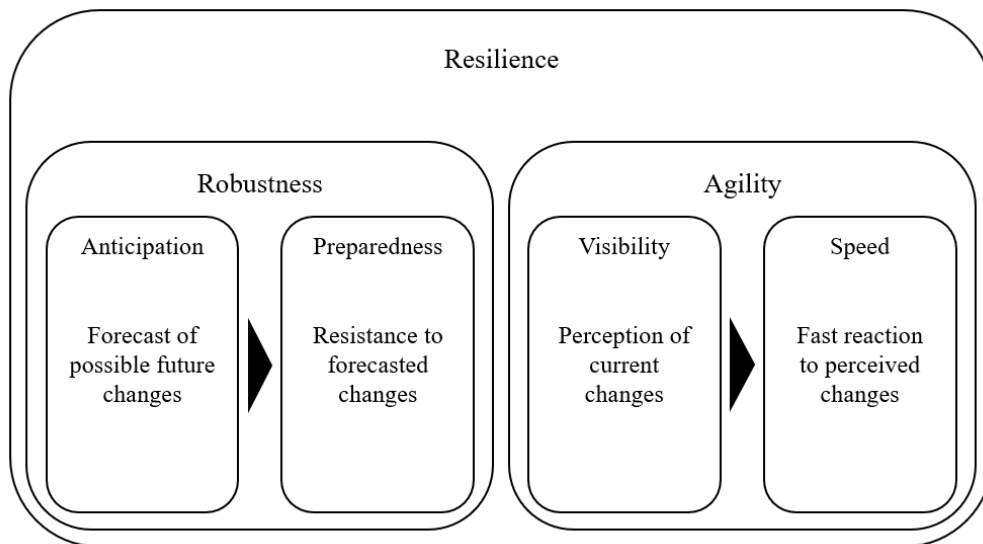 Resilience
Robustness
Anticipation
Forecast of
possible future
changes
Preparedness
Resistance to
forecasted
changes
Agility
Visibility
Perception of
current
changes
Speed
Fast reaction
to perceived
changes